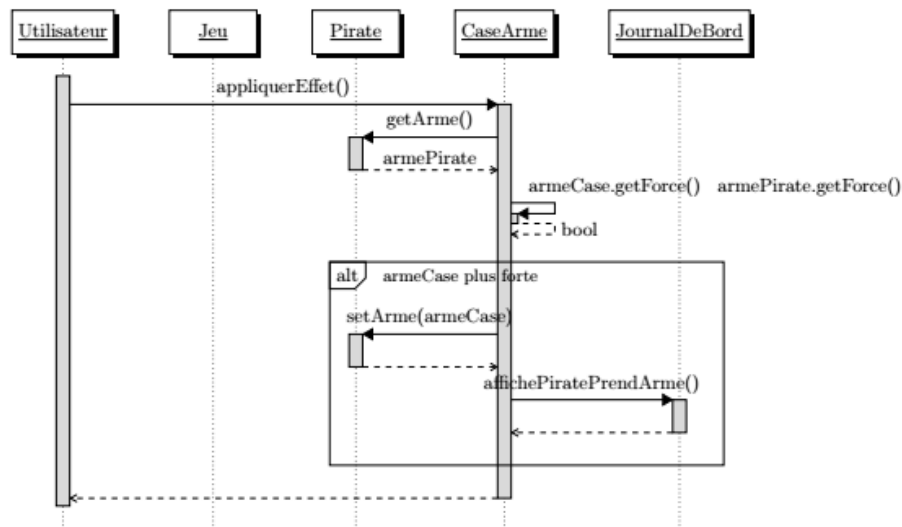 Utilisateur
Jeu
Pirate
CaseArme
JournalDeBord
appliquerEffet()
getArme()
armePirate
armeCase.getForce() armePirate.getForce()
bool
alt armeCase plus forte
setArme(armeCase)
affichePiratePrendArme()